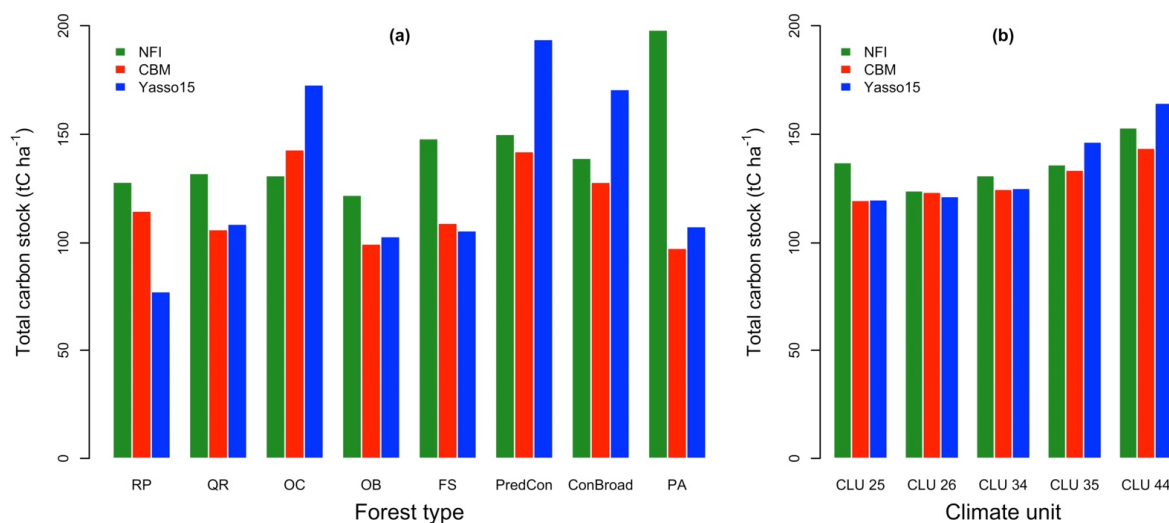 (a)
NFI
CBM
Yasso15
Total carbon stock (tC ha⁻¹)
200
150
100
50
0
RP QR OC OB FS PredCon ConBroad PA
Forest type
(b)
NFI
CBM
Yasso15
Total carbon stock (tC ha⁻¹)
200
150
100
50
0
CLU 25 CLU 26 CLU 34 CLU 35 CLU 44
Climate unit